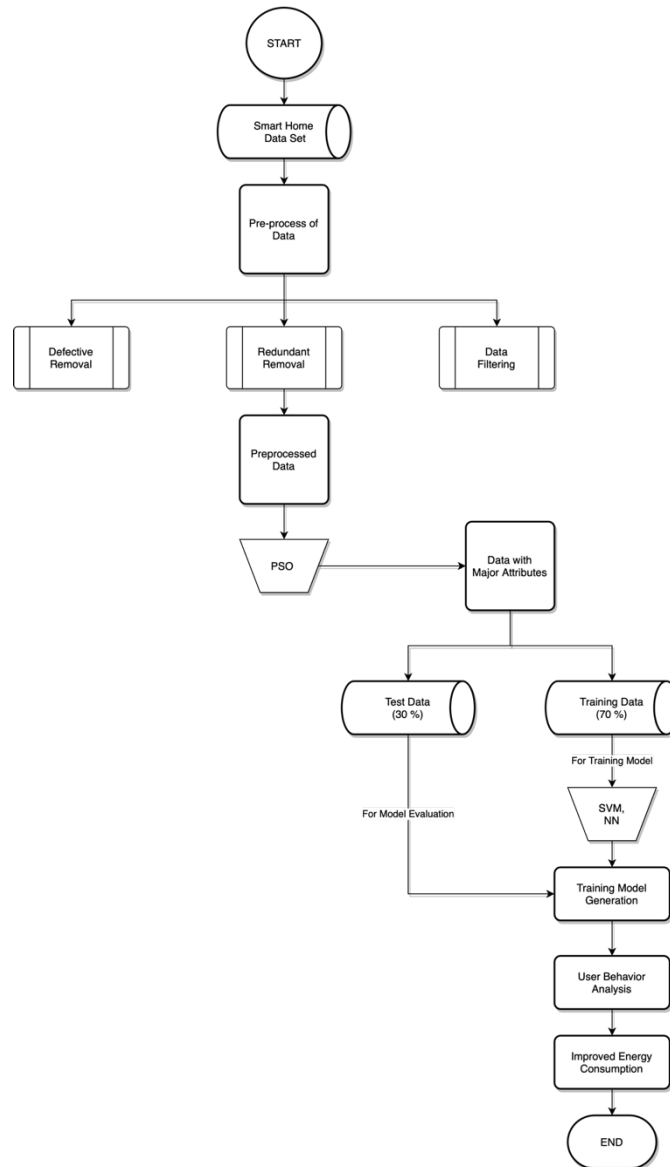 START
Smart Home
Data Set
Pre-process of
Data
Defective
Removal
Redundant
Removal
Data
Filtering
Preprocessed
Data
PSO
Data with
Major Attributes
Test Data
(30 %)
Training Data
(70 %)
For Training Model
SVM,
NN
For Model Evaluation
Training Model
Generation
User Behavior
Analysis
Improved Energy
Consumption
END